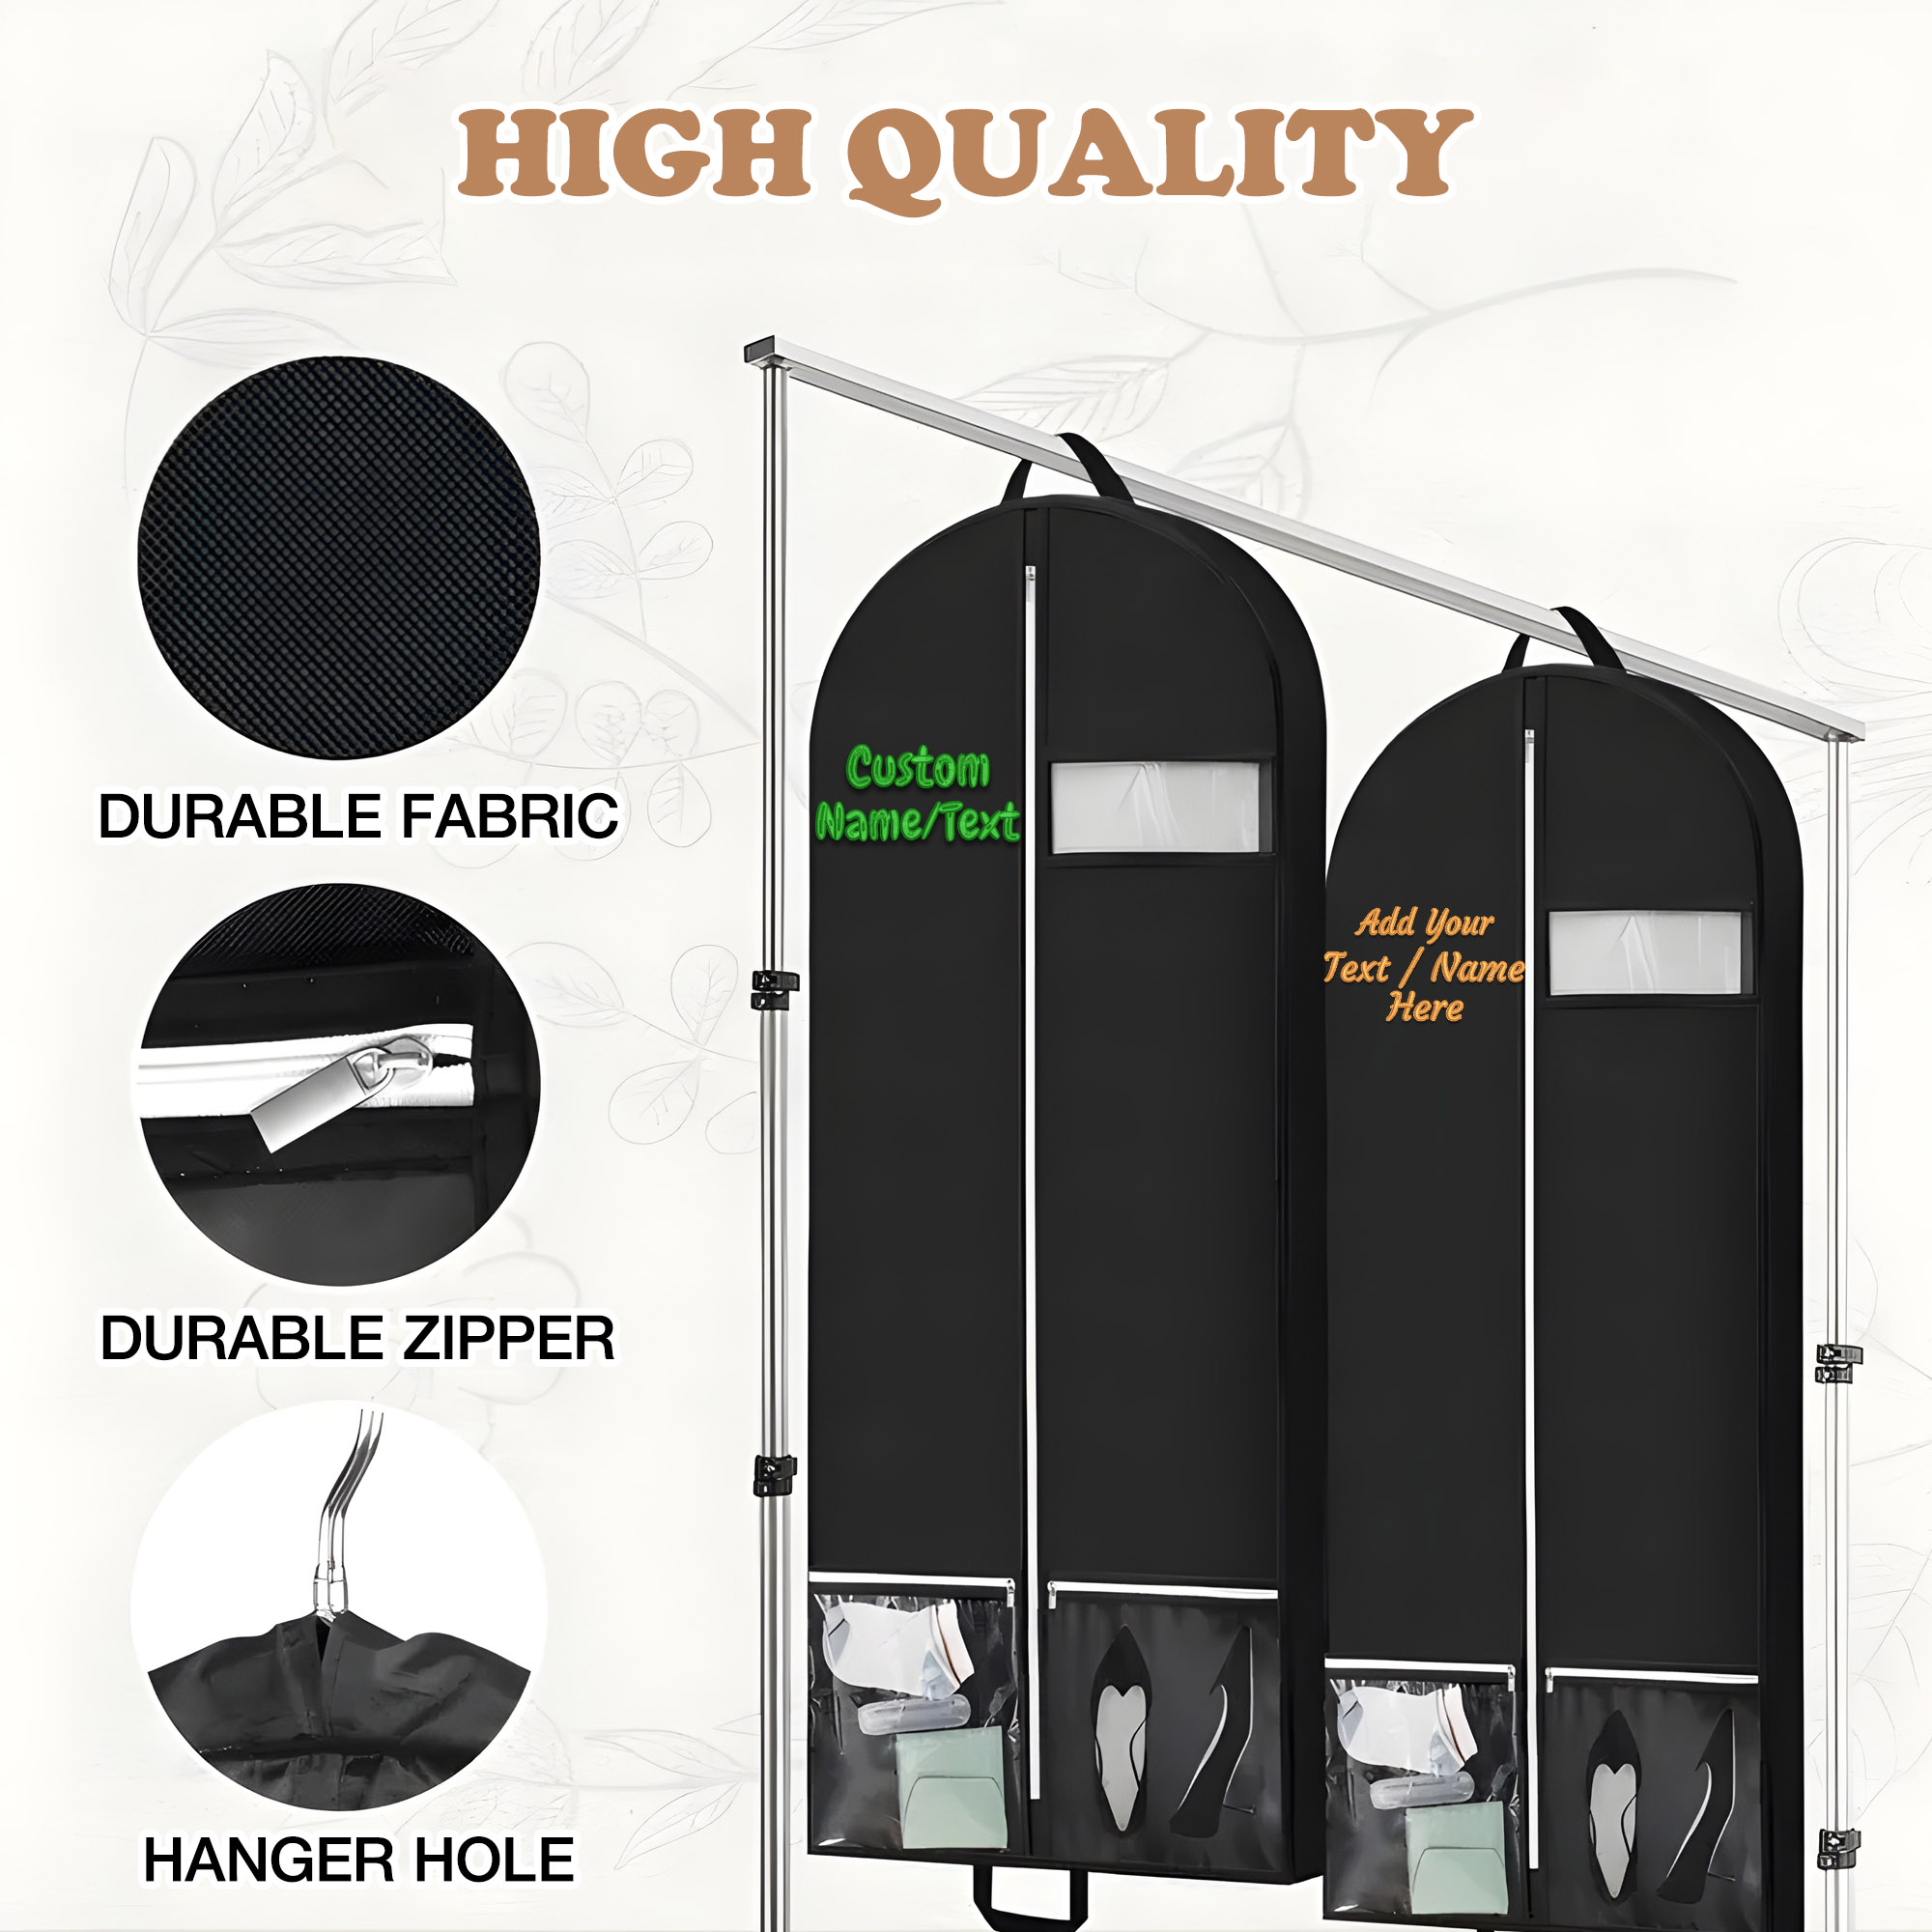 HIGH QUALITY
DURABLE FABRIC
DURABLE ZIPPER
HANGER HOLE
Custom
Name/Text
Add Your
Text / Name
Here